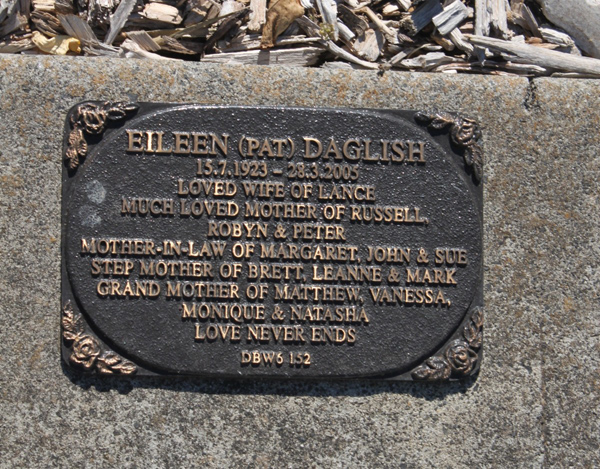 EILEEN (PAT) DAGLISH
15.7.1923 - 28.3.2005
LOVED WIFE OF LANCE
MUCH LOVED MOTHER OF RUSSELL,
ROBYN & PETER
MOTHER-IN-LAW OF MARGARET, JOHN & SUE
STEP MOTHER OF BRETT, LEANNE & MARK
GRAND MOTHER OF MATTHEW, VANESSA,
MONIQUE & NATASHA
LOVE NEVER ENDS
DBW6 152